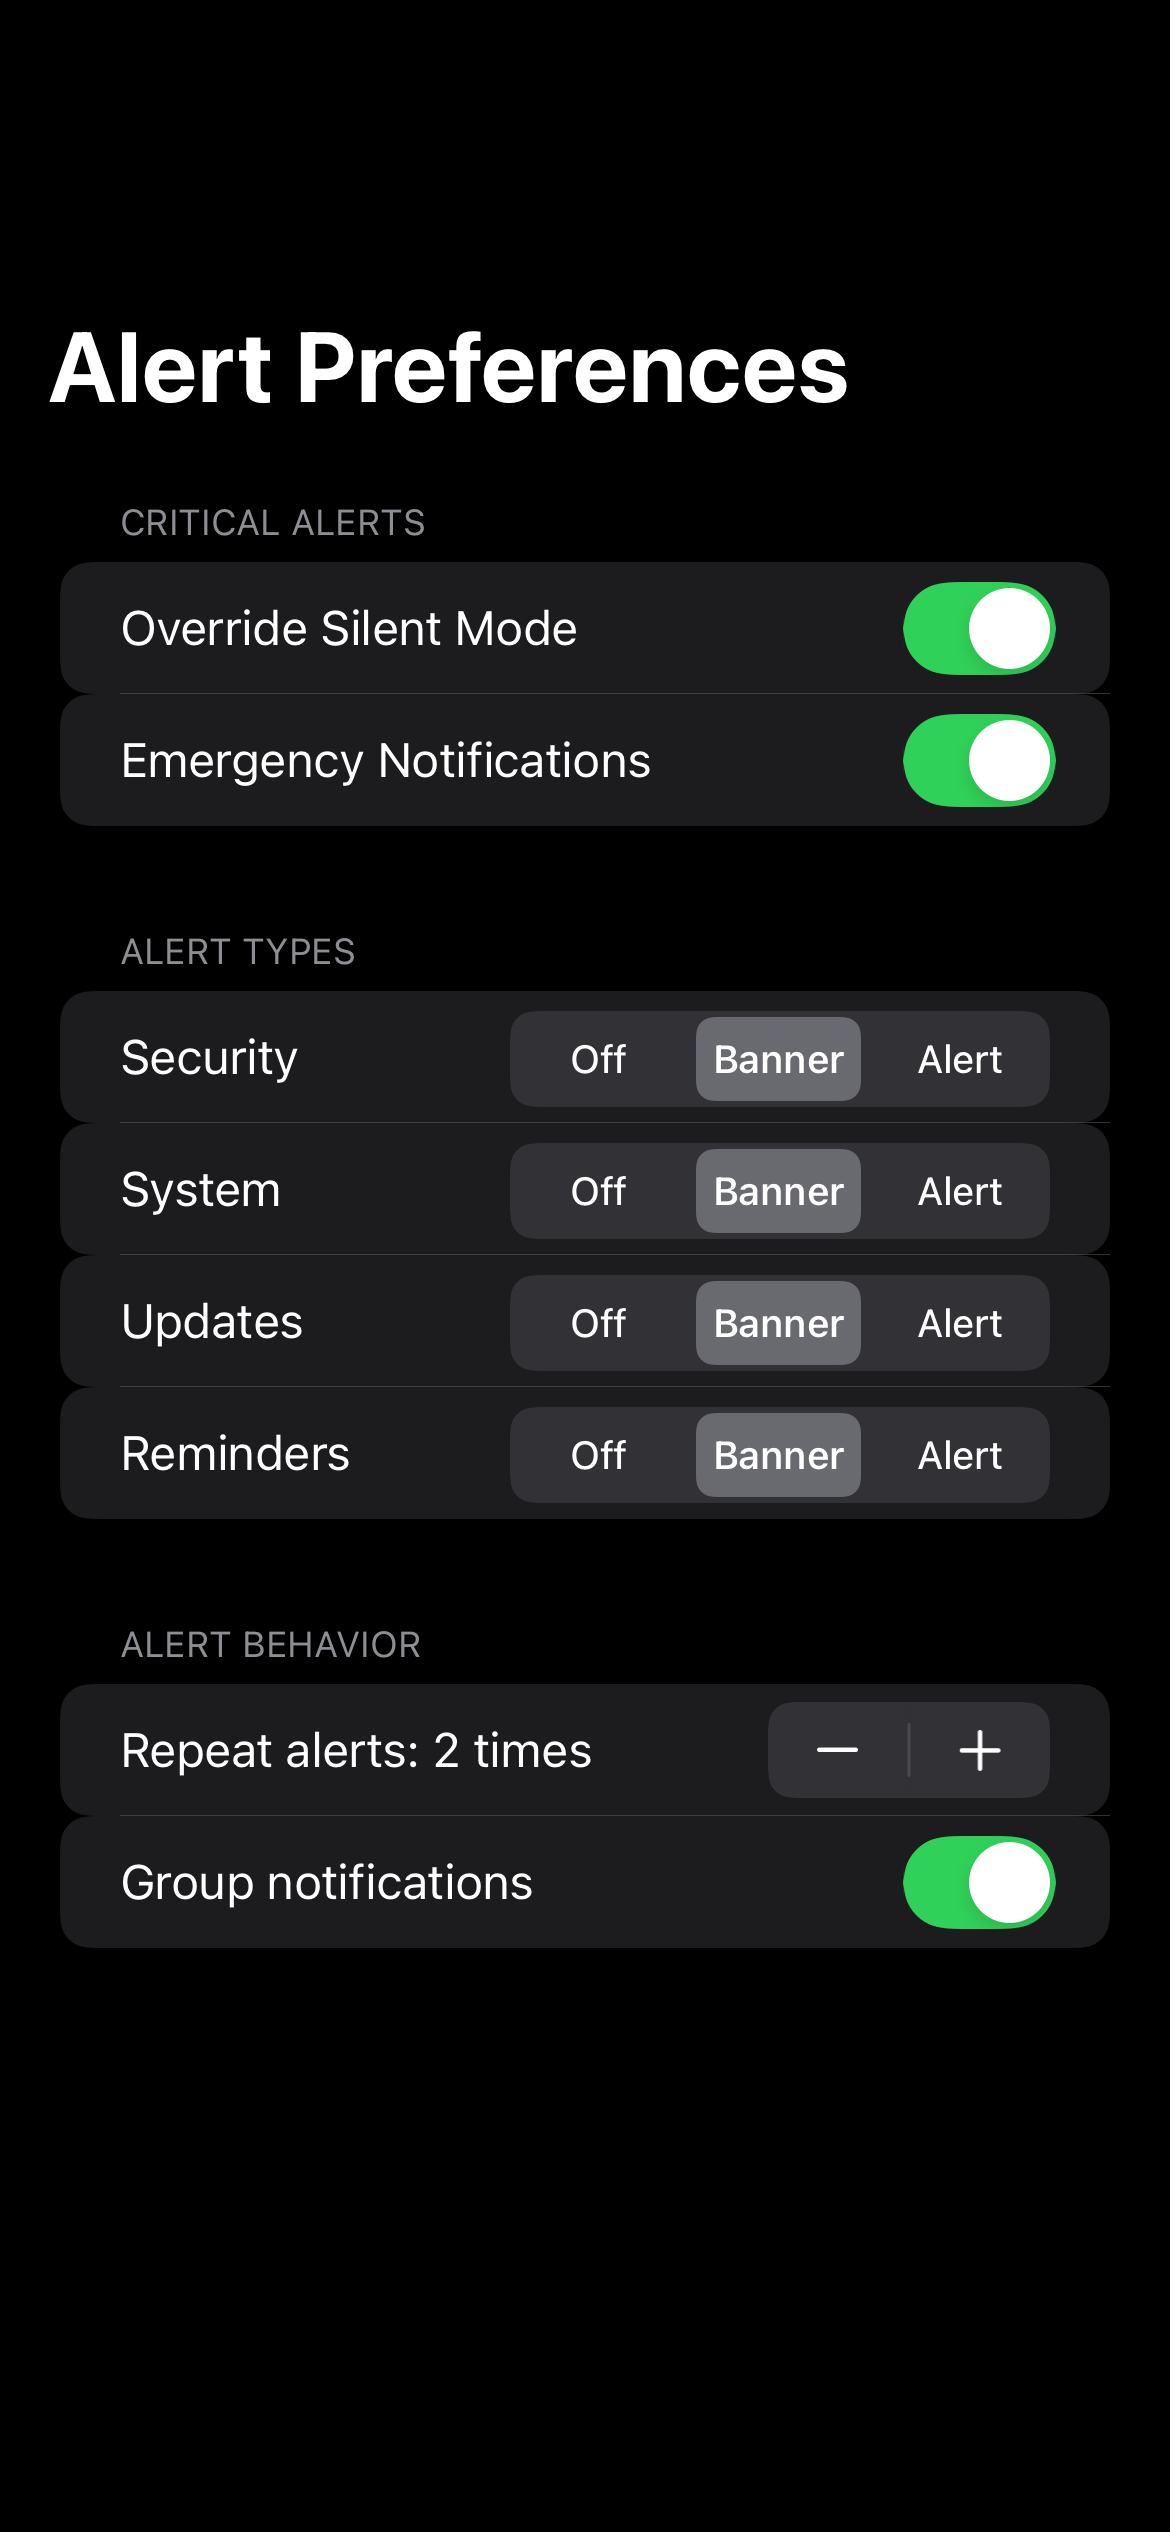 Alert Preferences
CRITICAL ALERTS
Override Silent Mode
Emergency Notifications
ALERT TYPES
Security Off Banner Alert
System Off Banner Alert
Updates Off Banner Alert
Reminders Off Banner Alert
ALERT BEHAVIOR
Repeat alerts: 2 times − +
Group notifications